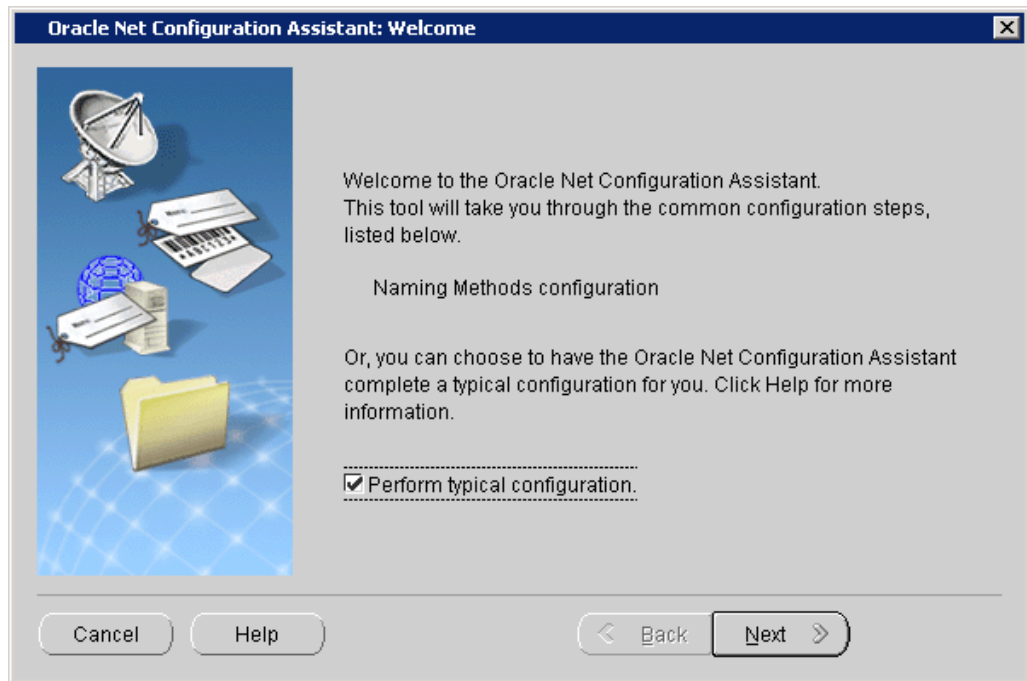 Oracle Net Configuration Assistant: Welcome
Welcome to the Oracle Net Configuration Assistant.
This tool will take you through the common configuration steps,
listed below.
Naming Methods configuration
Or, you can choose to have the Oracle Net Configuration Assistant
complete a typical configuration for you. Click Help for more
information.
Perform typical configuration.
Cancel
Help
Back
Next